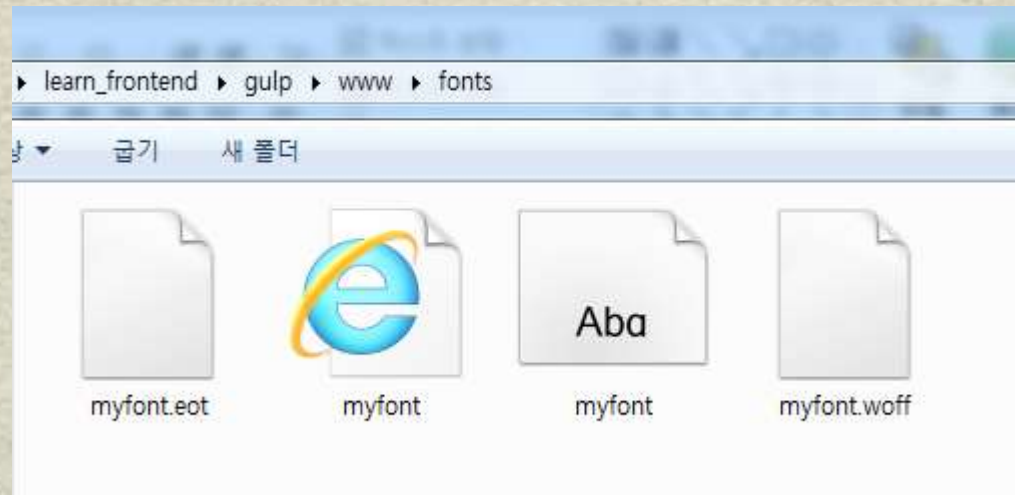 learn_frontend ▸ gulp ▸ www ▸ fonts
굽기 새 폴더
myfont.eot myfont myfont myfont.woff
Aba